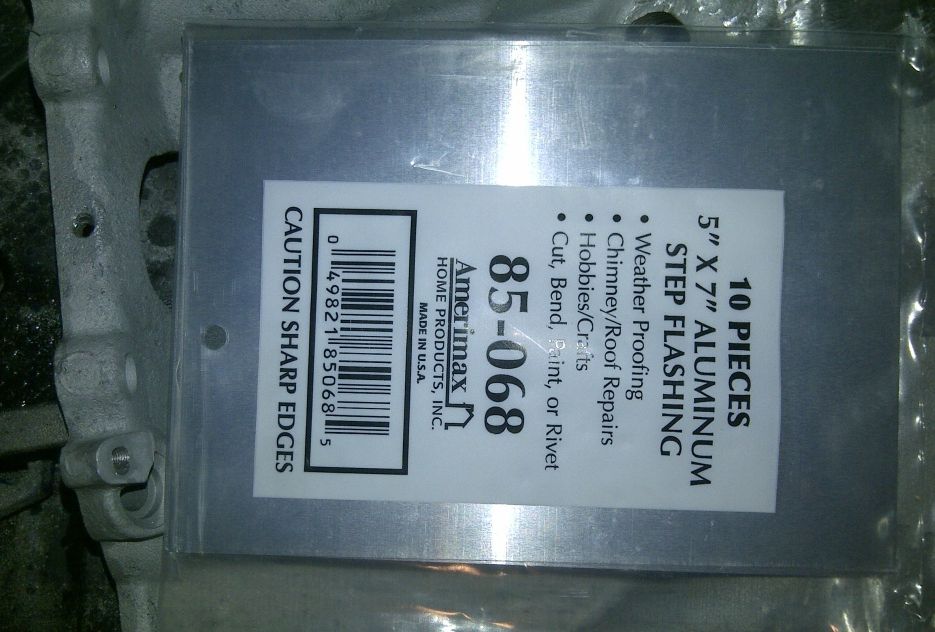 10 PIECES
5" X 7" ALUMINUM
STEP FLASHING
• Weather Proofing
• Chimney/Roof Repairs
• Hobbies/Crafts
• Cut, Bend, Paint, or Rivet
85-068
Amerimax
HOME PRODUCTS, INC.
MADE IN U.S.A.
0 49821 85068 5
CAUTION SHARP EDGES